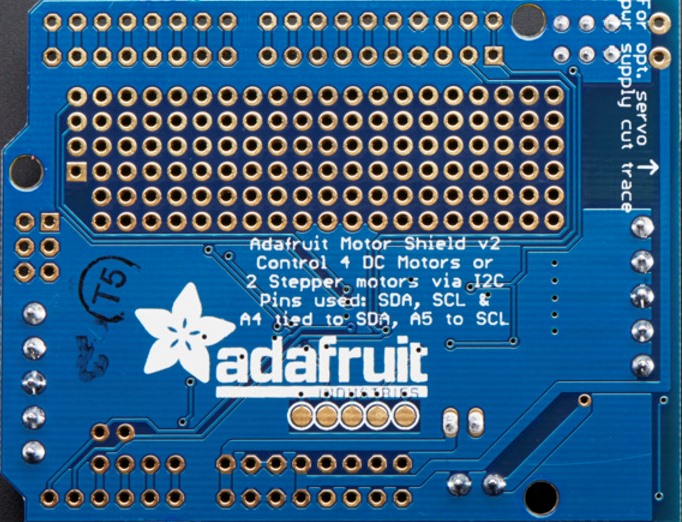 For opt. servo
pwr supply cut trace
Adafruit Motor Shield v2
Control 4 DC Motors or
2 Stepper motors via I2C
Pins used: SDA, SCL &
A4 tied to SDA, A5 to SCL
T5
adafruit
INDUSTRIES